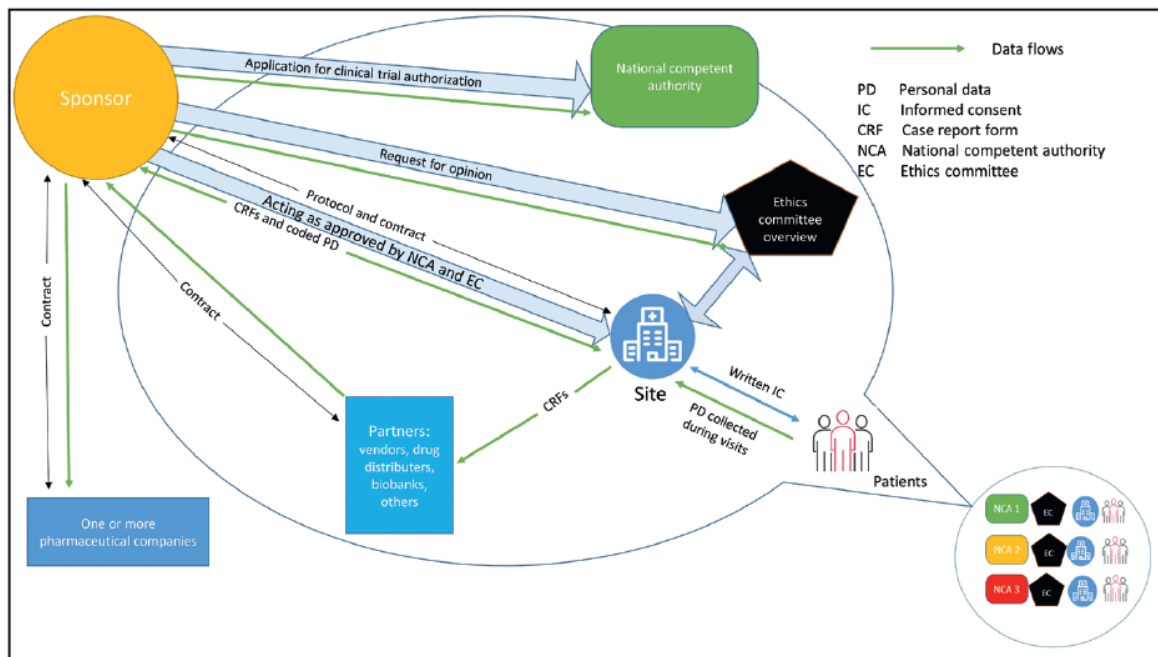 Sponsor
Application for clinical trial authorization
National competent
authority
Data flows
PD Personal data
IC Informed consent
CRF Case report form
NCA National competent authority
EC Ethics committee
Request for opinion
Ethics
committee
overview
Protocol and contract
Acting as approved by NCA and EC
CRFs and coded PD
Contract
Contract
Site
Written IC
PD collected
during visits
CRFs
Patients
Partners:
vendors, drug
distributers,
biobanks,
others
One or more
pharmaceutical companies
NCA 1
EC
NCA 2
EC
NCA 3
EC